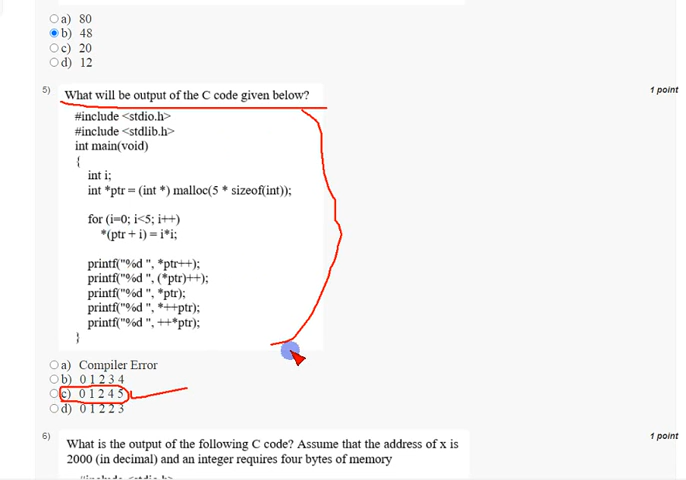 a) 80
b) 48
c) 20
d) 12
5) What will be output of the C code given below? 1 point
#include <stdio.h>
#include <stdlib.h>
int main(void)
{
int i;
int *ptr = (int *) malloc(5 * sizeof(int));
for (i=0; i<5; i++)
*(ptr + i) = i*i;
printf("%d ", *ptr++);
printf("%d ", (*ptr)++);
printf("%d ", *ptr);
printf("%d ", *++ptr);
printf("%d ", ++*ptr);
}
a) Compiler Error
b) 0 1 2 3 4
c) 0 1 2 4 5
d) 0 1 2 2 3
6) What is the output of the following C code? Assume that the address of x is 1 point
2000 (in decimal) and an integer requires four bytes of memory